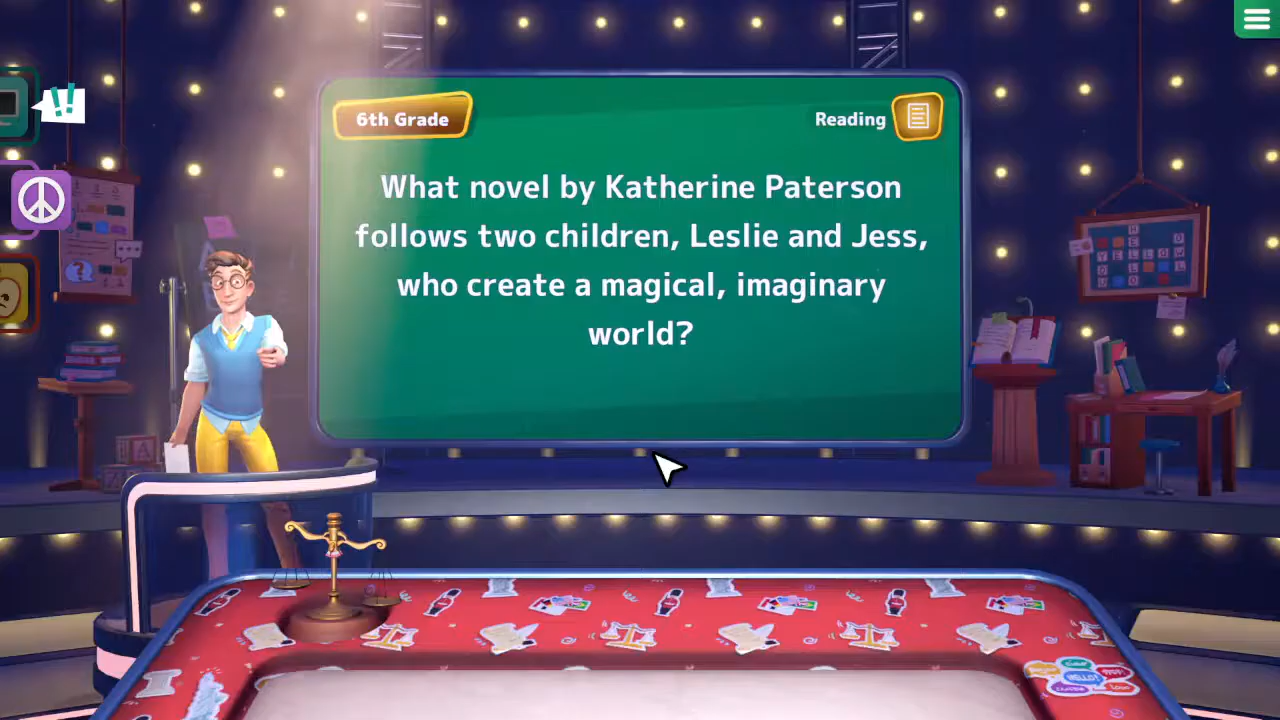 !!
6th Grade
Reading
What novel by Katherine Paterson
follows two children, Leslie and Jess,
who create a magical, imaginary
world?
A
HELLO!